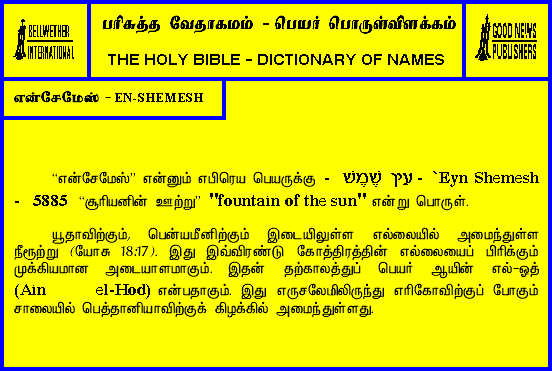 BELLWETHER
INTERNATIONAL
பரிசுத்த வேதாகமம் - பெயர் பொருள்விளக்கம்
THE HOLY BIBLE - DICTIONARY OF NAMES
GOOD NEWS
PUBLISHERS
என்சேமேஸ் - EN-SHEMESH
“என்சேமேஸ்” என்னும் எபிரெய பெயருக்கு - עין שׁמשׁ - `Eyn Shemesh
- 5885 “சூரியனின் ஊற்று” "fountain of the sun" என்று பொருள்.
யூதாவிற்கும், பென்யமீனிற்கும் இடையிலுள்ள எல்லையில் அமைந்துள்ள
நீரூற்று (யோசு 18:17). இது இவ்விரண்டு கோத்திரத்தின் எல்லையைப் பிரிக்கும்
முக்கியமான அடையாளமாகும். இதன் தற்காலத்துப் பெயர் ஆயின் எல்-ஒத்
(Ain el-Hod) என்பதாகும். இது எருசலேமிலிருந்து எரிகோவிற்குப் போகும்
சாலையில் பெத்தானியாவிற்குக் கிழக்கில் அமைந்துள்ளது.